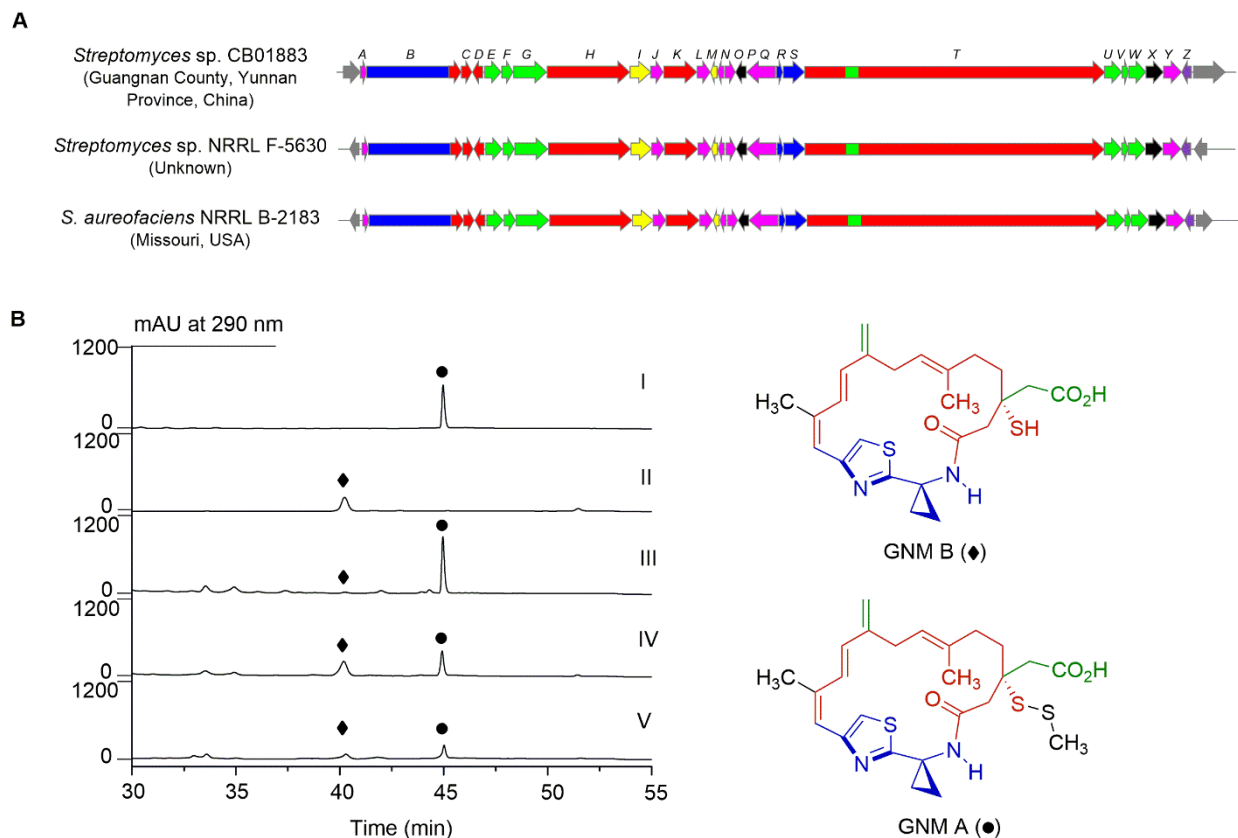 A
Streptomyces sp. CB01883
(Guangnan County, Yunnan
Province, China)
A B C D E F G H I J K L M N O P Q R S T U V W X Y Z
Streptomyces sp. NRRL F-5630
(Unknown)
S. aureofaciens NRRL B-2183
(Missouri, USA)
B
mAU at 290 nm
1200
0
I
1200
0
II
1200
0
III
1200
0
IV
1200
0
V
30 35 40 45 50 55
Time (min)
H₃C
CH₃
CO₂H
SH
O
S
N
N
H
GNM B (♦)
H₃C
CH₃
CO₂H
O
S
S
CH₃
S
N
N
H
GNM A (●)